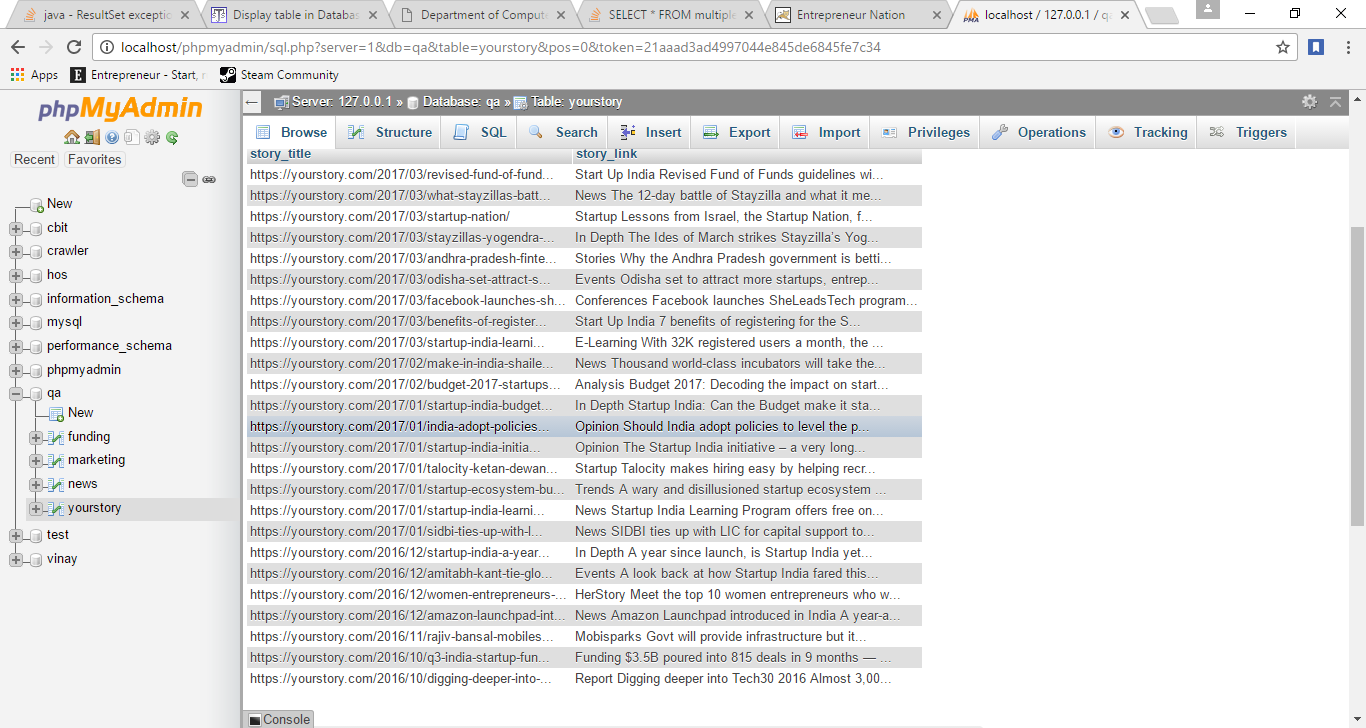 java - ResultSet exceptio
Display table in Databas
Department of Comput
SELECT * FROM multiple
Entrepreneur Nation
localhost / 127.0.0.1 / qa
localhost/phpmyadmin/sql.php?server=1&db=qa&table=yourstory&pos=0&token=21aaad3ad4997044e845de6845fe7c34
Apps
Entrepreneur - Start, r
Steam Community
phpMyAdmin
Recent
Favorites
New
cbit
crawler
hos
information_schema
mysql
performance_schema
phpmyadmin
qa
New
funding
marketing
news
yourstory
test
vinay
Server: 127.0.0.1 » Database: qa » Table: yourstory
Browse Structure SQL Search Insert Export Import Privileges Operations Tracking Triggers
story_title story_link
https://yourstory.com/2017/03/revised-fund-of-fund... Start Up India Revised Fund of Funds guidelines wi...
https://yourstory.com/2017/03/what-stayzillas-batt... News The 12-day battle of Stayzilla and what it me...
https://yourstory.com/2017/03/startup-nation/ Startup Lessons from Israel, the Startup Nation, f...
https://yourstory.com/2017/03/stayzillas-yogendra-... In Depth The Ides of March strikes Stayzilla's Yog...
https://yourstory.com/2017/03/andhra-pradesh-finte... Stories Why the Andhra Pradesh government is betti...
https://yourstory.com/2017/03/odisha-set-attract-s... Events Odisha set to attract more startups, entrep...
https://yourstory.com/2017/03/facebook-launches-sh... Conferences Facebook launches SheLeadsTech program...
https://yourstory.com/2017/03/benefits-of-register... Start Up India 7 benefits of registering for the S...
https://yourstory.com/2017/03/startup-india-learni... E-Learning With 32K registered users a month, the ...
https://yourstory.com/2017/02/make-in-india-shaile... News Thousand world-class incubators will take the...
https://yourstory.com/2017/02/budget-2017-startups... Analysis Budget 2017: Decoding the impact on start...
https://yourstory.com/2017/01/startup-india-budget... In Depth Startup India: Can the Budget make it sta...
https://yourstory.com/2017/01/india-adopt-policies... Opinion Should India adopt policies to level the p...
https://yourstory.com/2017/01/startup-india-initia... Opinion The Startup India initiative – a very long...
https://yourstory.com/2017/01/talocity-ketan-dewan... Startup Talocity makes hiring easy by helping recr...
https://yourstory.com/2017/01/startup-ecosystem-bu... Trends A wary and disillusioned startup ecosystem ...
https://yourstory.com/2017/01/startup-india-learni... News Startup India Learning Program offers free on...
https://yourstory.com/2017/01/sidbi-ties-up-with-l... News SIDBI ties up with LIC for capital support to...
https://yourstory.com/2016/12/startup-india-a-year... In Depth A year since launch, is Startup India yet...
https://yourstory.com/2016/12/amitabh-kant-tie-glo... Events A look back at how Startup India fared this...
https://yourstory.com/2016/12/women-entrepreneurs-... HerStory Meet the top 10 women entrepreneurs who w...
https://yourstory.com/2016/12/amazon-launchpad-int... News Amazon Launchpad introduced in India A year-a...
https://yourstory.com/2016/11/rajiv-bansal-mobiles... Mobisparks Govt will provide infrastructure but it...
https://yourstory.com/2016/10/q3-india-startup-fun... Funding $3.5B poured into 815 deals in 9 months — ...
https://yourstory.com/2016/10/digging-deeper-into-... Report Digging deeper into Tech30 2016 Almost 3,00...
Console